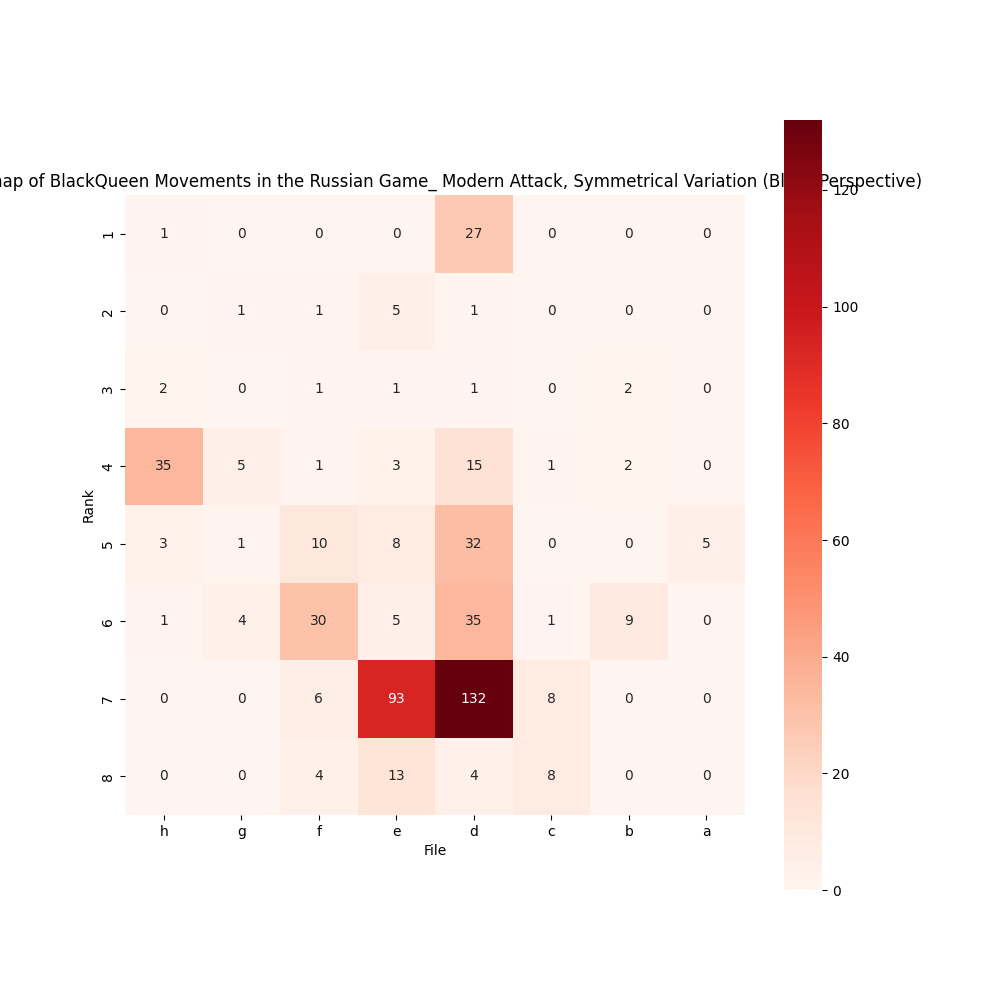 ap of BlackQueen Movements in the Russian Game_ Modern Attack, Symmetrical Variation Perspective)
Rank
1 1 0 0 0 27 0 0 0
2 0 1 1 5 1 0 0 0
3 2 0 1 1 1 0 2 0
4 35 5 1 3 15 1 2 0
5 3 1 10 8 32 0 0 5
6 1 4 30 5 35 1 9 0
7 0 0 6 93 132 8 0 0
8 0 0 4 13 4 8 0 0
h g f e d c b a
File
120
100
80
60
40
20
0